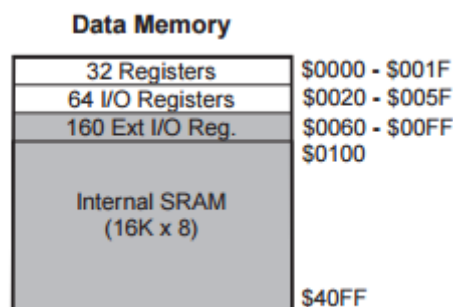 Data Memory
32 Registers $0000 - $001F
64 I/O Registers $0020 - $005F
160 Ext I/O Reg. $0060 - $00FF
$0100
Internal SRAM
(16K x 8)
$40FF